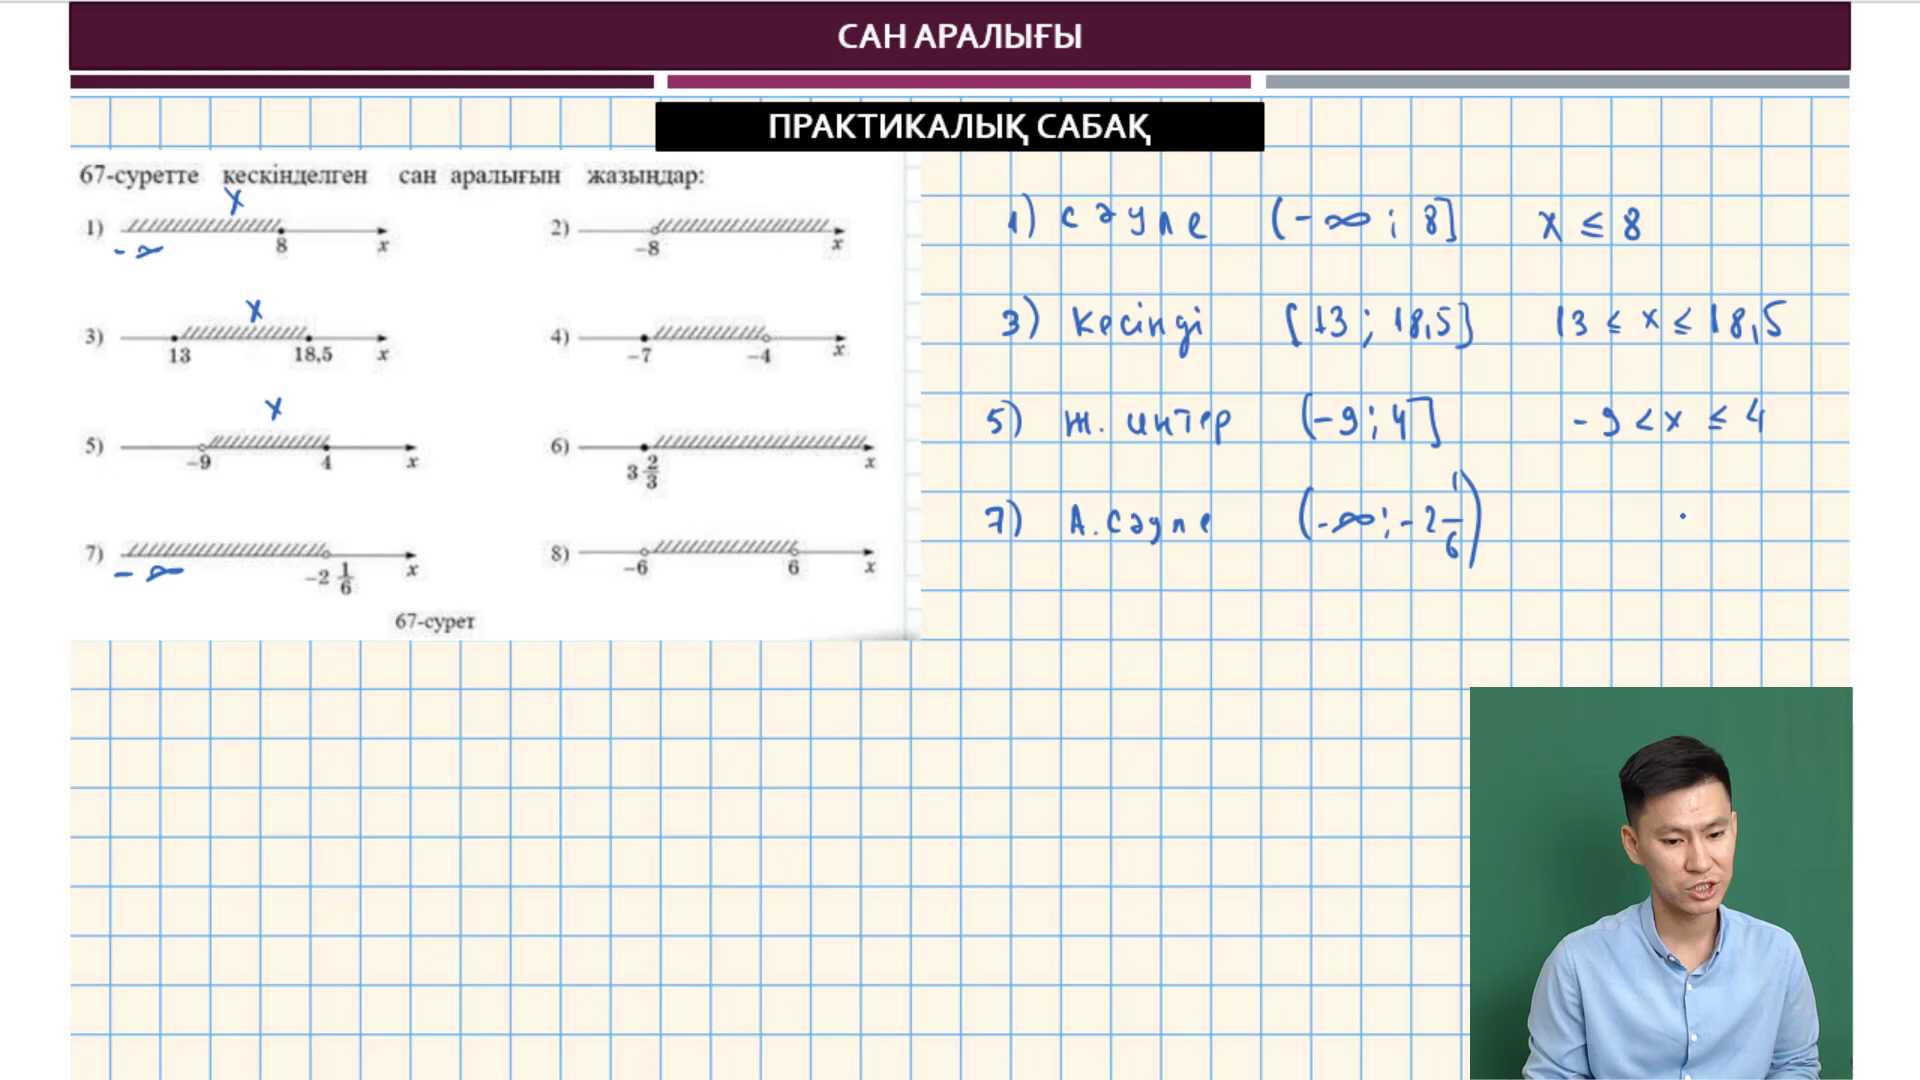 САН АРАЛЫҒЫ
ПРАКТИКАЛЫҚ САБАҚ
67-суретте кескінделген сан аралығын жазыңдар:
x
1) 8 x
-∞
2) -8 x
x
3) 13 18,5 x
4) -7 -4 x
x
5) -9 4 x
6) 3 2/3 x
7) -2 1/6 x
-∞
8) -6 6 x
67-сурет
1) сәуле (-∞; 8] x ≤ 8
3) Кесінді [13; 18,5] 13 ≤ x ≤ 18,5
5) Ж. интер (-9; 4] -9 < x ≤ 4
7) А. сәуле (-∞; -2 1/6)